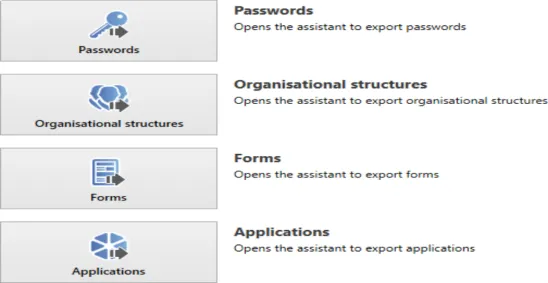 Passwords
Passwords
Opens the assistant to export passwords
Organisational structures
Organisational structures
Opens the assistant to export organisational structures
Forms
Forms
Opens the assistant to export forms
Applications
Applications
Opens the assistant to export applications